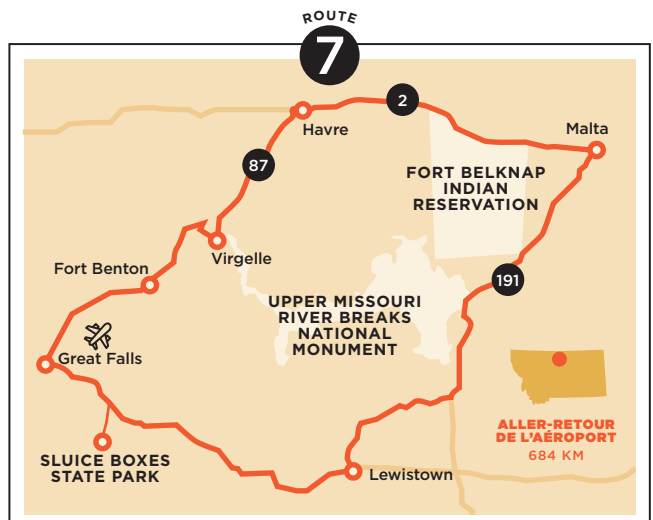 ROUTE
7
2
Havre
Malta
87
FORT BELKNAP
INDIAN
RESERVATION
Virgelle
Fort Benton
191
UPPER MISSOURI
RIVER BREAKS
NATIONAL
MONUMENT
Great Falls
ALLER-RETOUR
DE L'AÉROPORT
684 KM
SLUICE BOXES
STATE PARK
Lewistown